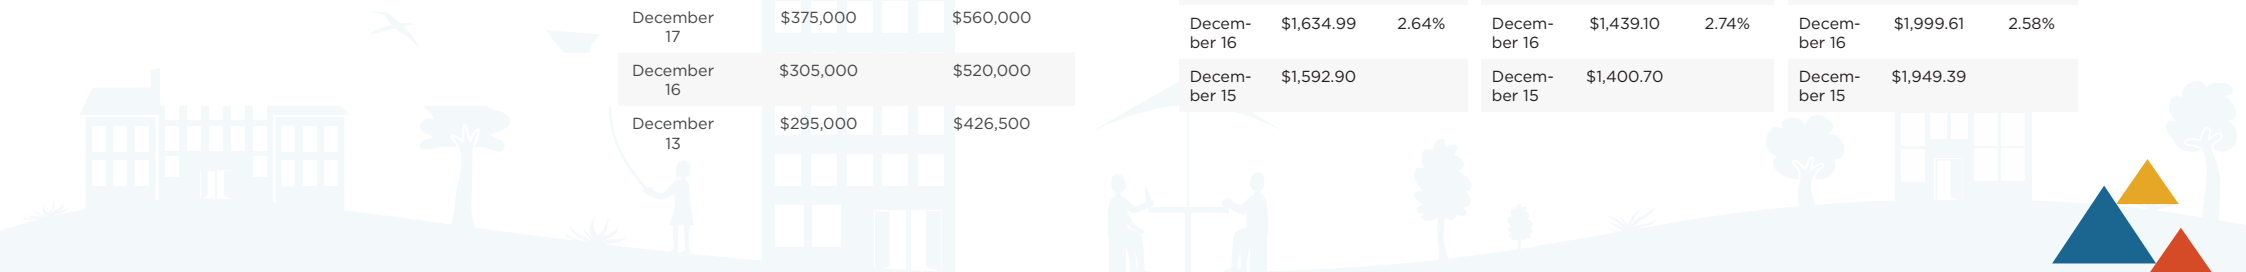 December $375,000 $560,000
17
December $305,000 $520,000
16
December $295,000 $426,500
13
Decem- $1,634.99 2.64%
ber 16
Decem- $1,592.90
ber 15
Decem- $1,439.10 2.74%
ber 16
Decem- $1,400.70
ber 15
Decem- $1,999.61 2.58%
ber 16
Decem- $1,949.39
ber 15